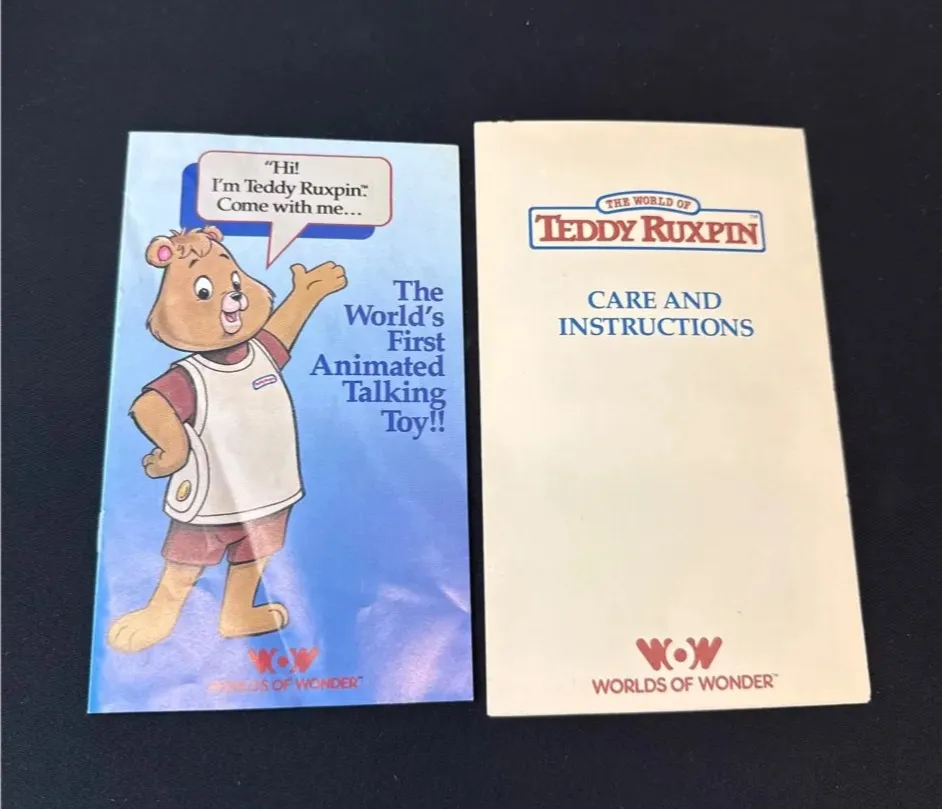 "Hi!
I'm Teddy Ruxpin™.
Come with me...
The
World's
First
Animated
Talking
Toy!!
WOW
WORLDS OF WONDER™
THE WORLD OF
TEDDY RUXPIN™
CARE AND
INSTRUCTIONS
WOW
WORLDS OF WONDER™